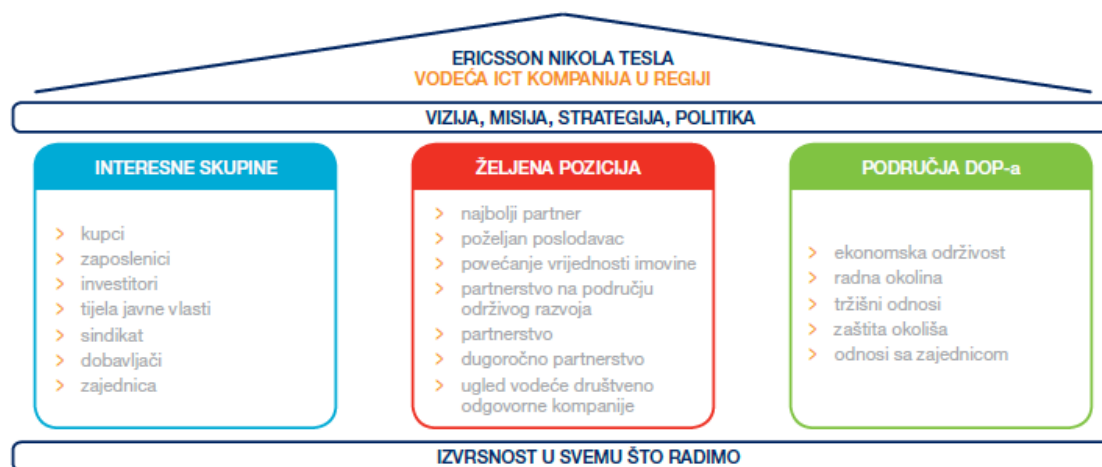 ERICSSON NIKOLA TESLA
VODEĆA ICT KOMPANIJA U REGIJI
VIZIJA, MISIJA, STRATEGIJA, POLITIKA
INTERESNE SKUPINE
> kupci
> zaposlenici
> investitori
> tijela javne vlasti
> sindikat
> dobavljači
> zajednica
ŽELJENA POZICIJA
> najbolji partner
> poželjan poslodavac
> povećanje vrijednosti imovine
> partnerstvo na području
održivog razvoja
> partnerstvo
> dugoročno partnerstvo
> ugled vodeće društveno
odgovorne kompanije
PODRUČJA DOP-a
> ekonomska održivost
> radna okolina
> tržišni odnosi
> zaštita okoliša
> odnosi sa zajednicom
IZVRSNOST U SVEMU ŠTO RADIMO